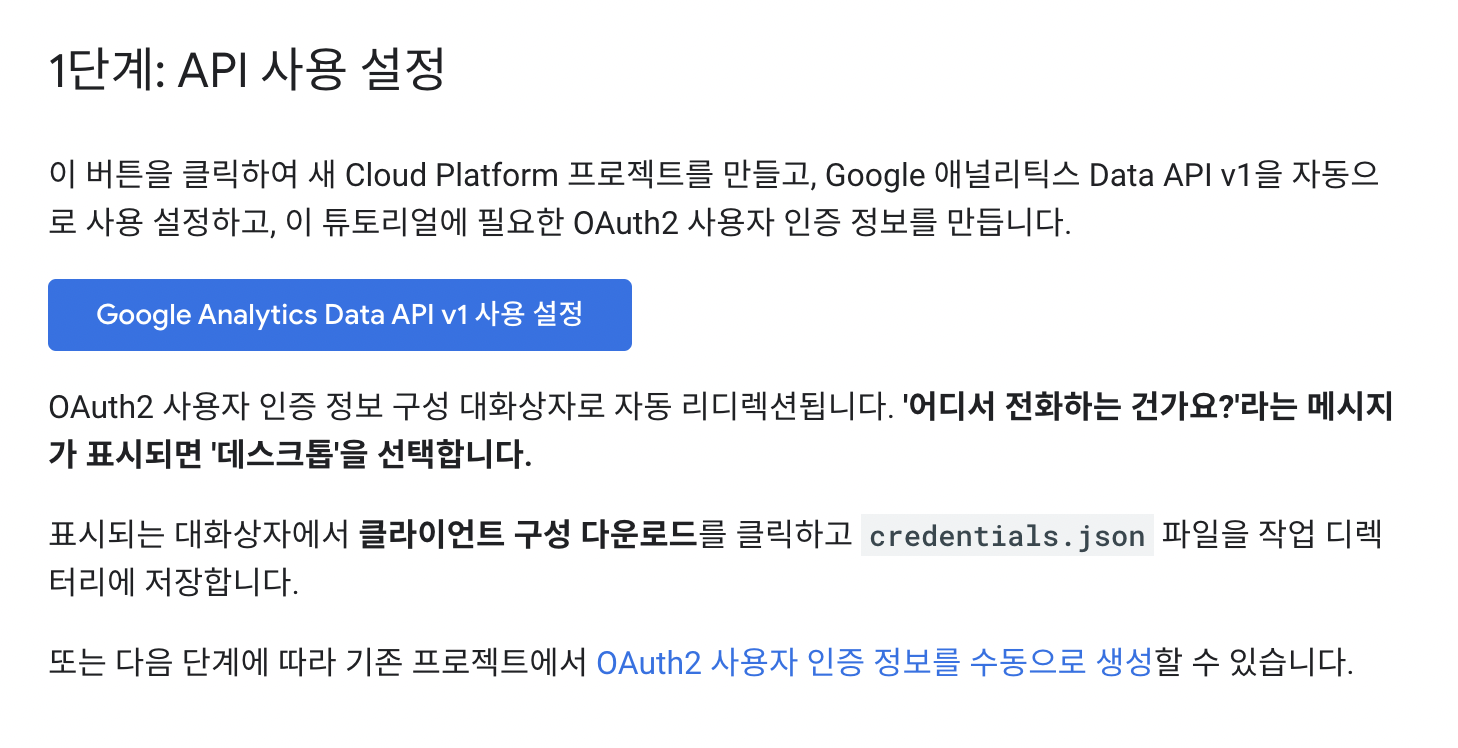 1단계: API 사용 설정
이 버튼을 클릭하여 새 Cloud Platform 프로젝트를 만들고, Google 애널리틱스 Data API v1을 자동으
로 사용 설정하고, 이 튜토리얼에 필요한 OAuth2 사용자 인증 정보를 만듭니다.
Google Analytics Data API v1 사용 설정
OAuth2 사용자 인증 정보 구성 대화상자로 자동 리디렉션됩니다. '어디서 전화하는 건가요?'라는 메시지
가 표시되면 '데스크톱'을 선택합니다.
표시되는 대화상자에서 클라이언트 구성 다운로드를 클릭하고 credentials.json 파일을 작업 디렉
터리에 저장합니다.
또는 다음 단계에 따라 기존 프로젝트에서 OAuth2 사용자 인증 정보를 수동으로 생성할 수 있습니다.